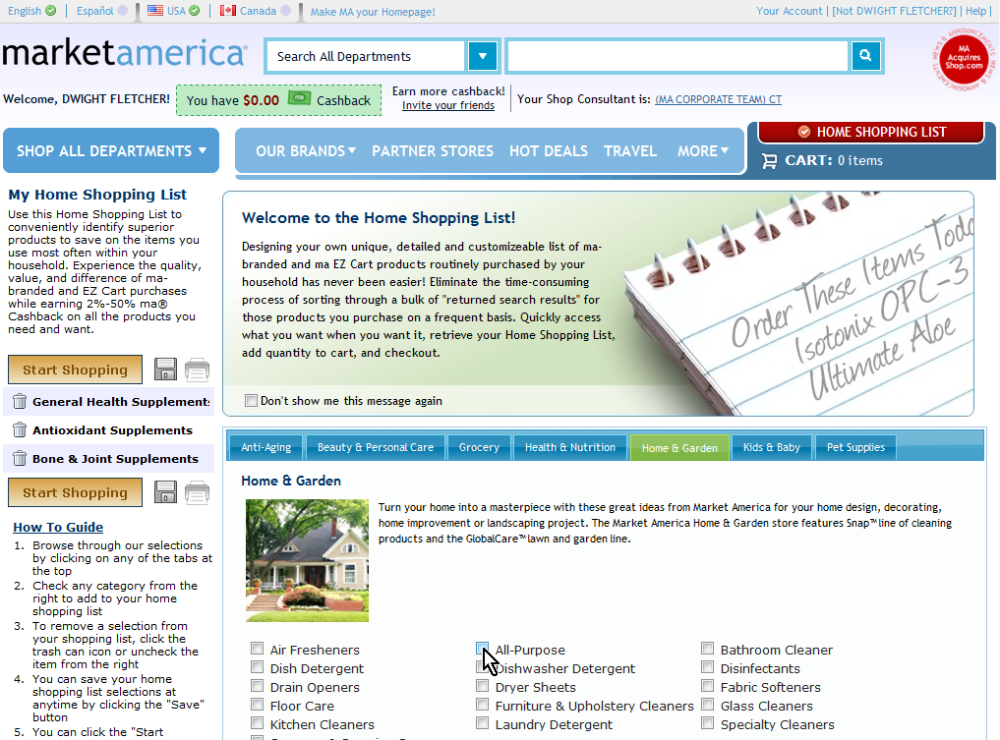 English | Español | USA | Canada | Make MA your Homepage!
Your Account | [Not DWIGHT FLETCHER?] | Help |
marketamerica
Search All Departments
NEWS & ANNOUNCEMENTS
MA
Acquires
Shop.com
Welcome, DWIGHT FLETCHER!
You have $0.00 Cashback
Earn more cashback!
Invite your friends
Your Shop Consultant is: (MA CORPORATE TEAM) CT
SHOP ALL DEPARTMENTS
OUR BRANDS
PARTNER STORES
HOT DEALS
TRAVEL
MORE
HOME SHOPPING LIST
CART: 0 items
My Home Shopping List
Use this Home Shopping List to
conveniently identify superior
products to save on the items you
use most often within your
household. Experience the quality,
value, and difference of ma-
branded and EZ Cart purchases
while earning 2%-50% ma®
Cashback on all the products you
need and want.
Start Shopping
General Health Supplement
Antioxidant Supplements
Bone & Joint Supplements
Start Shopping
How To Guide
1. Browse through our selections
by clicking on any of the tabs at
the top
2. Check any category from the
right to add to your home
shopping list
3. To remove a selection from
your shopping list, click the
trash can icon or uncheck the
item from the right
4. You can save your home
shopping list selections at
anytime by clicking the "Save"
button
5. You can click the "Start
Welcome to the Home Shopping List!
Designing your own unique, detailed and customizeable list of ma-
branded and ma EZ Cart products routinely purchased by your
household has never been easier! Eliminate the time-consuming
process of sorting through a bulk of "returned search results" for
those products you purchase on a frequent basis. Quickly access
what you want when you want it, retrieve your Home Shopping List,
add quantity to cart, and checkout.
Don't show me this message again
Order These Items Toda
Isotonix OPC-3
Ultimate Aloe
Anti-Aging
Beauty & Personal Care
Grocery
Health & Nutrition
Home & Garden
Kids & Baby
Pet Supplies
Home & Garden
Turn your home into a masterpiece with these great ideas from Market America for your home design, decorating,
home improvement or landscaping project. The Market America Home & Garden store features Snap™ line of cleaning
products and the GlobalCare™ lawn and garden line.
Air Fresheners
All-Purpose
Bathroom Cleaner
Dish Detergent
Dishwasher Detergent
Disinfectants
Drain Openers
Dryer Sheets
Fabric Softeners
Floor Care
Furniture & Upholstery Cleaners
Glass Cleaners
Kitchen Cleaners
Laundry Detergent
Specialty Cleaners